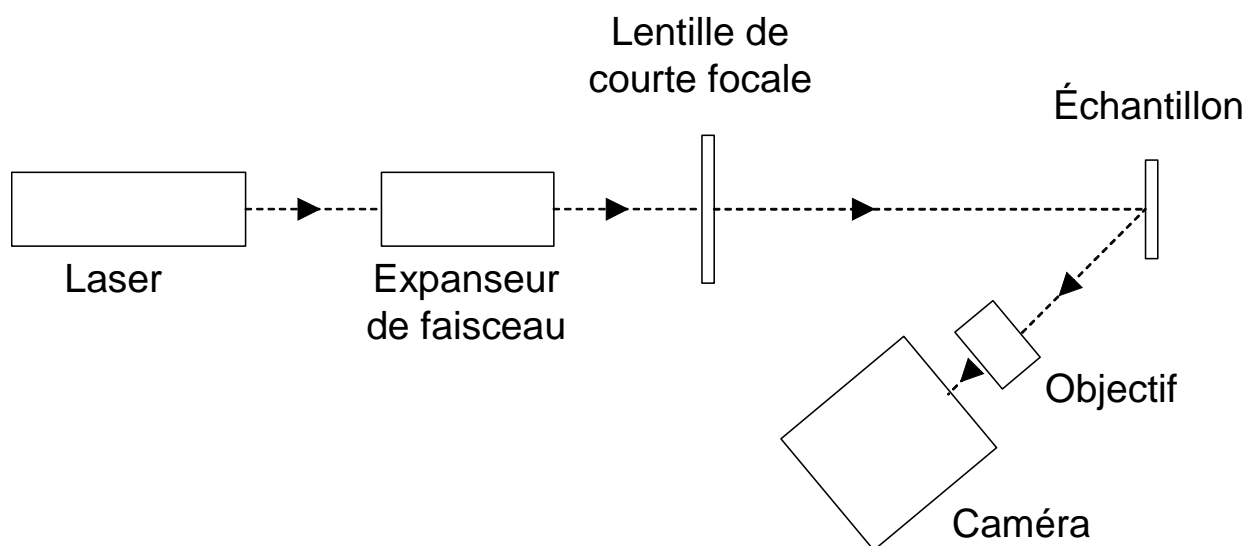 Lentille de
courte focale
Échantillon
Laser
Expanseur
de faisceau
Objectif
Caméra